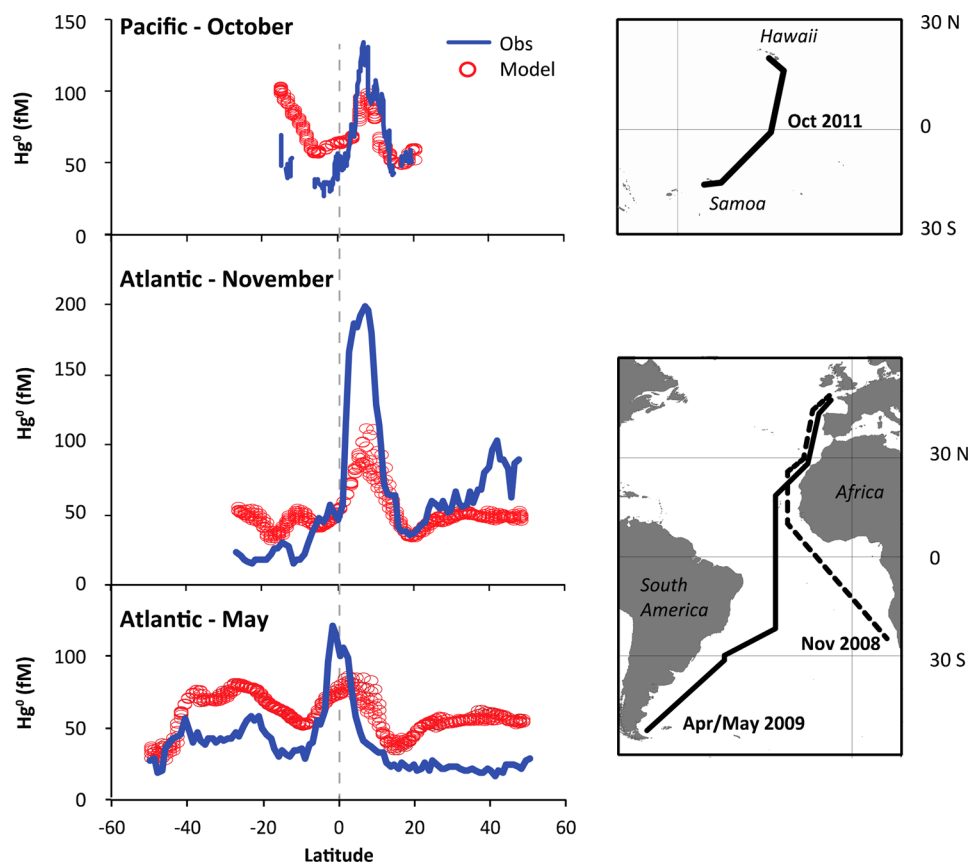 Pacific - October
150
100
50
0
Hg⁰ (fM)
Obs
Model
Hawaii
Oct 2011
Samoa
30 N
0
30 S
Atlantic - November
200
150
100
50
0
Hg⁰ (fM)
Atlantic - May
100
50
0
Hg⁰ (fM)
-60 -40 -20 0 20 40 60
Latitude
Africa
South
America
Nov 2008
Apr/May 2009
30 N
0
30 S